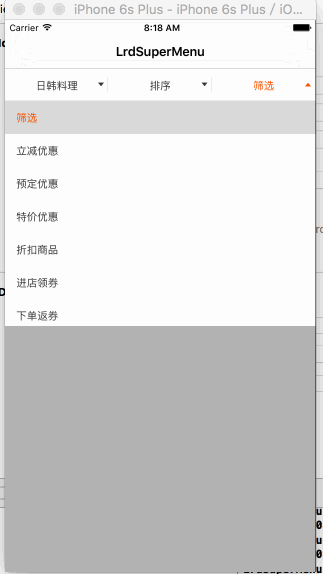 iPhone 6s Plus - iPhone 6s Plus / iO...
Carrier 8:18 AM
LrdSuperMenu
日韩料理 排序 筛选
筛选
立减优惠
预定优惠
特价优惠
折扣商品
进店领券
下单返券